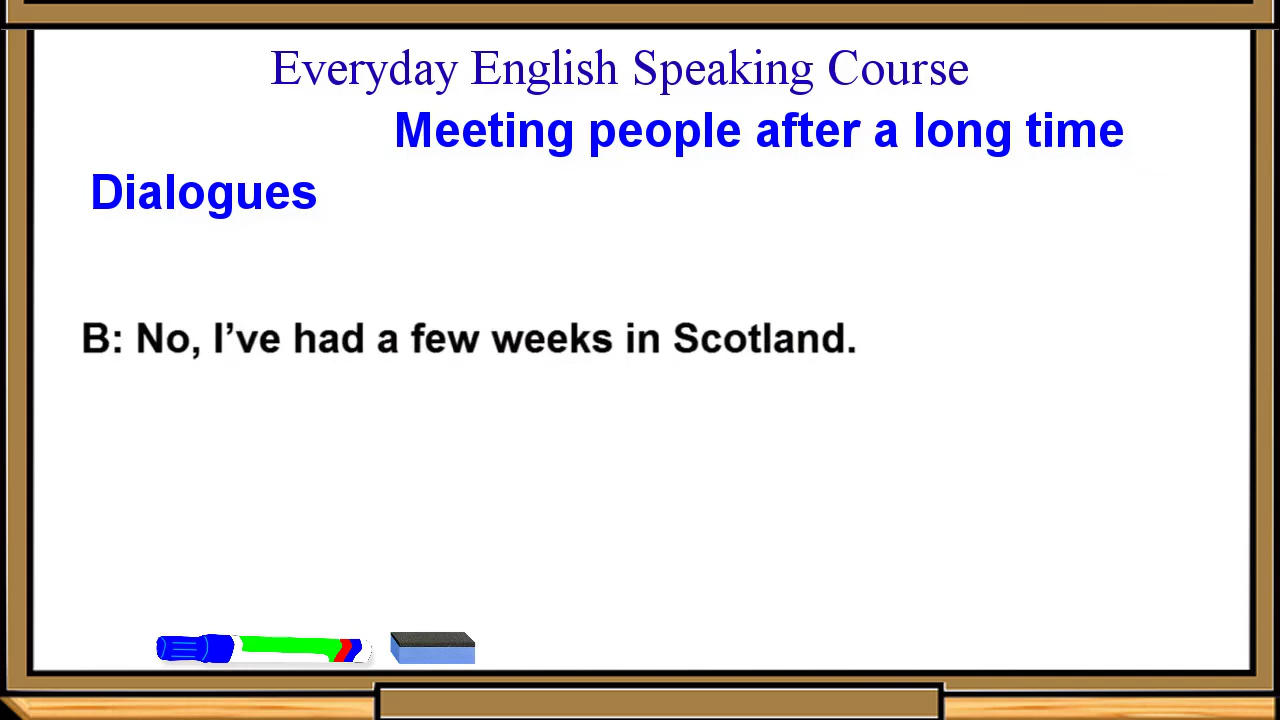 Everyday English Speaking Course
Meeting people after a long time
Dialogues
B: No, I’ve had a few weeks in Scotland.